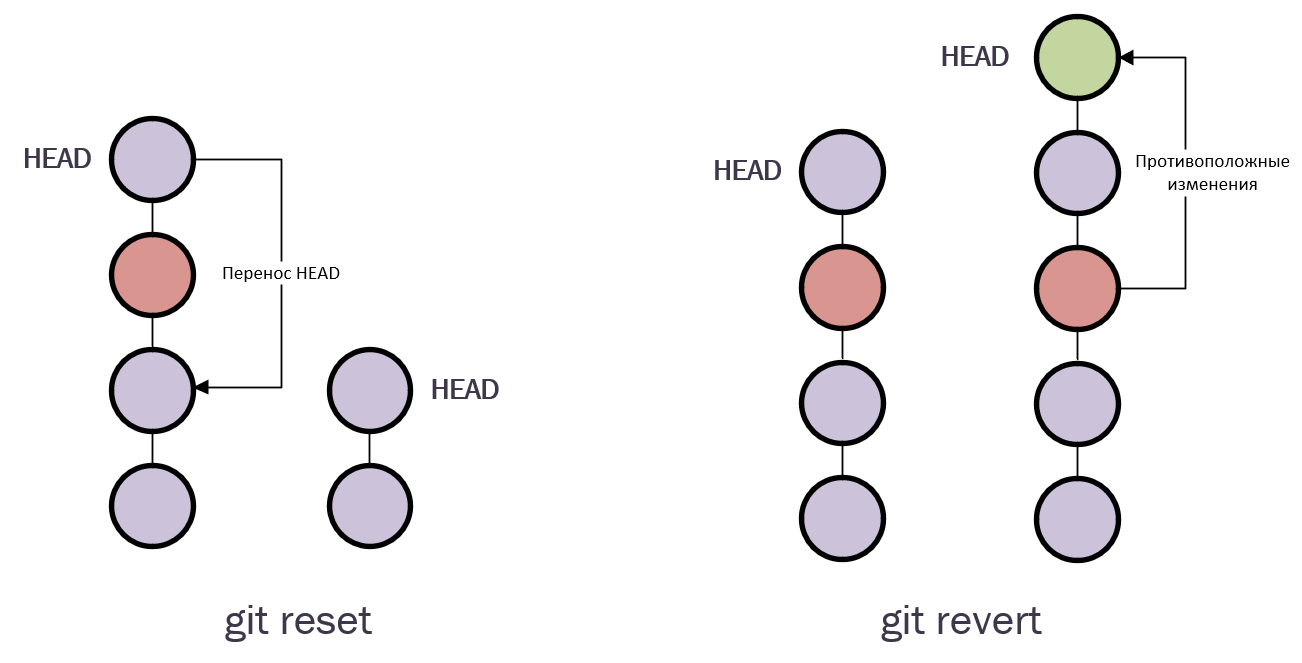 HEAD
Перенос HEAD
HEAD
git reset
HEAD
HEAD
Противоположные
изменения
git revert